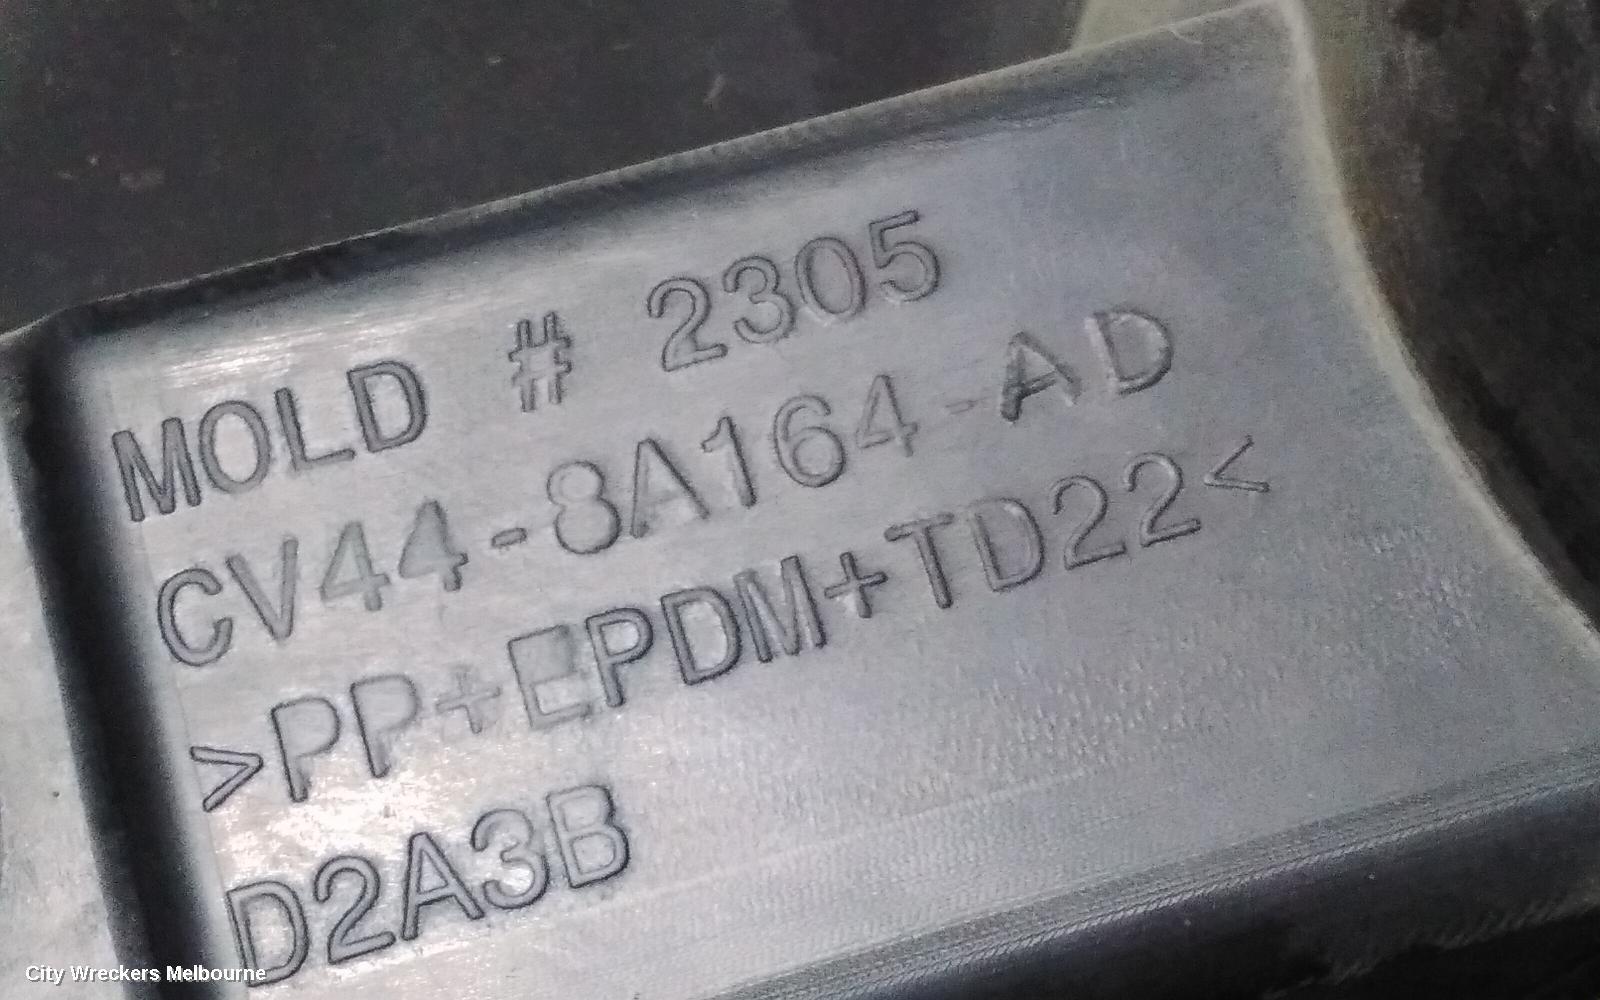 MOLD # 2305
CV44-8A164-AD
>PP+EPDM+TD22<
D2A3B
City Wreckers Melbourne